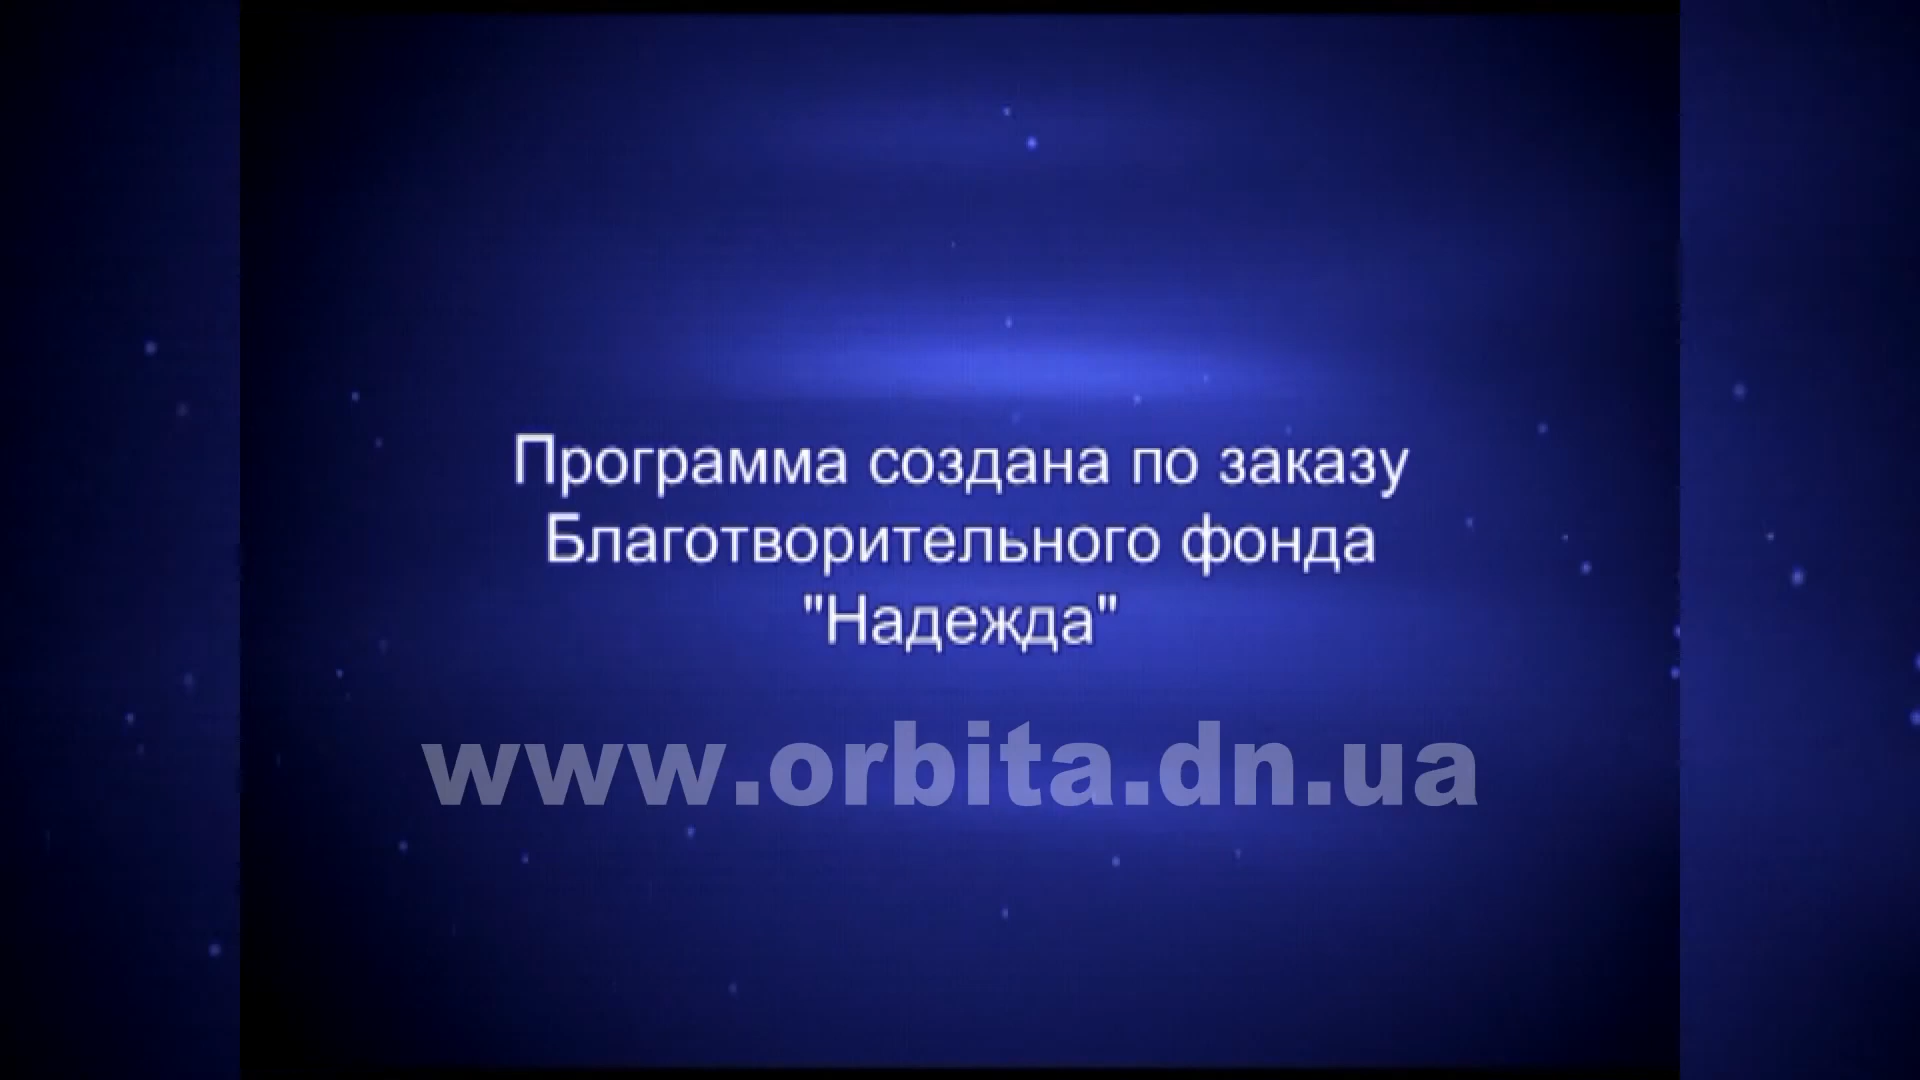 Программа создана по заказу
Благотворительного фонда
"Надежда"
www.orbita.dn.ua